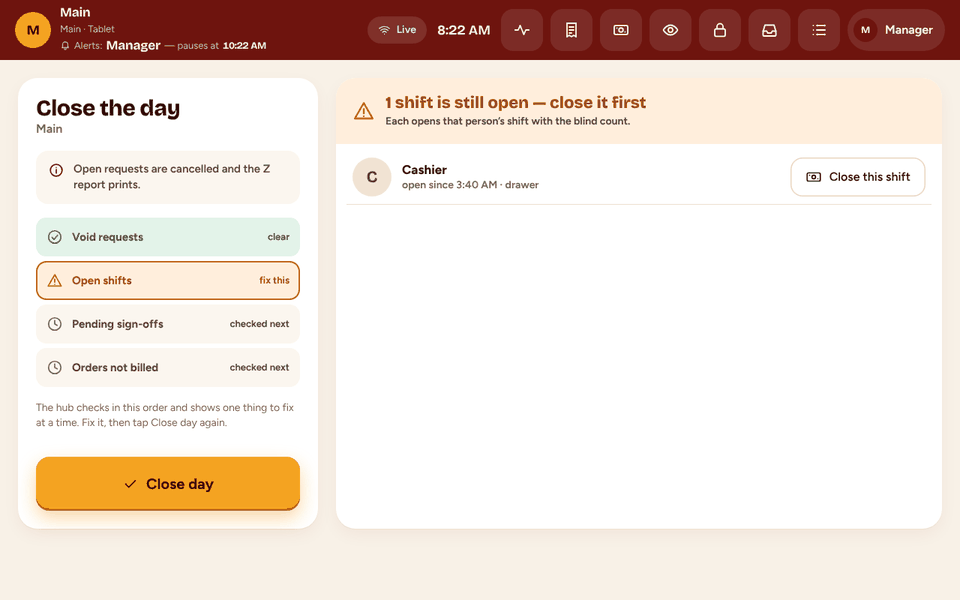 M
Main
Main · Tablet
Alerts: Manager — pauses at 10:22 AM
Live
8:22 AM
M
Manager
Close the day
Main
Open requests are cancelled and the Z
report prints.
Void requests
clear
Open shifts
fix this
Pending sign-offs
checked next
Orders not billed
checked next
The hub checks in this order and shows one thing to fix
at a time. Fix it, then tap Close day again.
Close day
1 shift is still open — close it first
Each opens that person's shift with the blind count.
C
Cashier
open since 3:40 AM · drawer
Close this shift